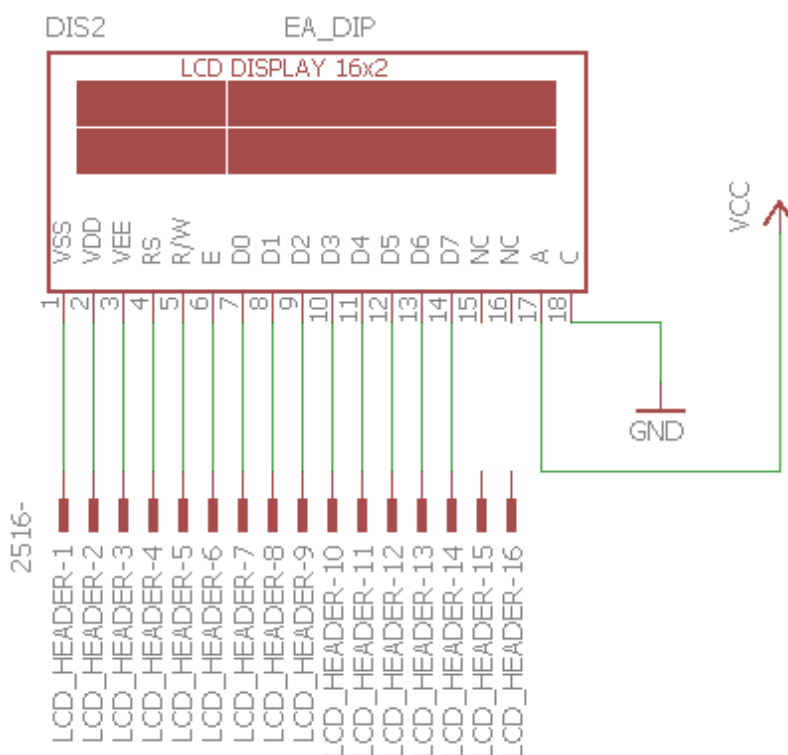 DIS2 EA_DIP
LCD DISPLAY 16x2
VSS VDD VEE RS R/W E D0 D1 D2 D3 D4 D5 D6 D7 NC NC A C
1 2 3 4 5 6 7 8 9 10 11 12 13 14 15 16 17 18
VCC
GND
2516-
LCD_HEADER-1
LCD_HEADER-2
LCD_HEADER-3
LCD_HEADER-4
LCD_HEADER-5
LCD_HEADER-6
LCD_HEADER-7
LCD_HEADER-8
LCD_HEADER-9
LCD_HEADER-10
LCD_HEADER-11
LCD_HEADER-12
LCD_HEADER-13
LCD_HEADER-14
LCD_HEADER-15
LCD_HEADER-16